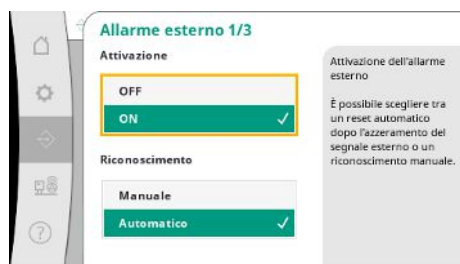 Allarme esterno 1/3
Attivazione
OFF
ON
Riconoscimento
Manuale
Automatico
Attivazione dell'allarme
esterno
È possibile scegliere tra
un reset automatico
dopo l'azzeramento del
segnale esterno o un
riconoscimento manuale.
?